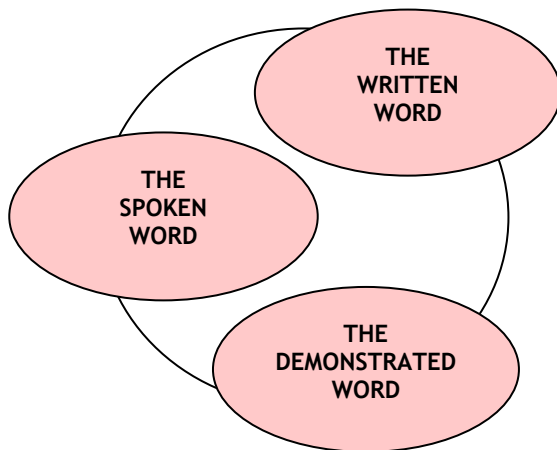 THE
WRITTEN
WORD
THE
SPOKEN
WORD
THE
DEMONSTRATED
WORD